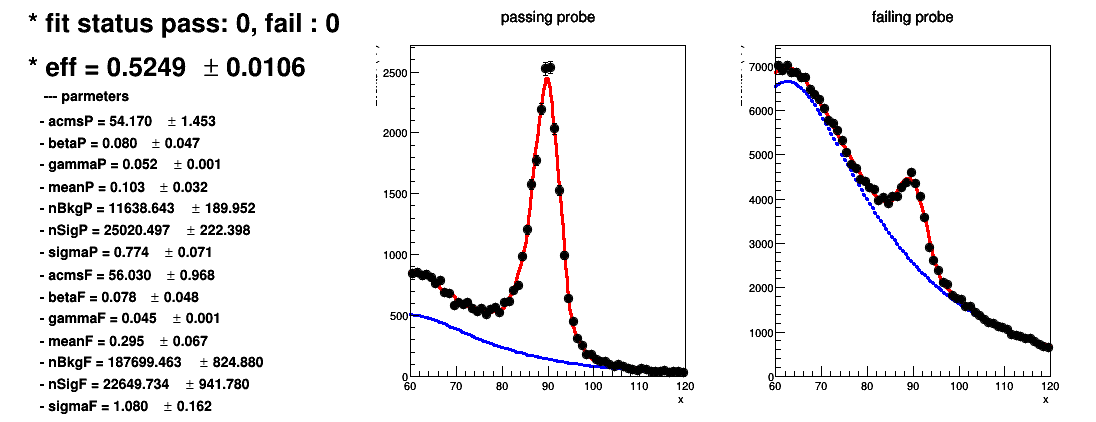 * fit status pass: 0, fail : 0
* eff = 0.5249 ± 0.0106
--- parmeters
- acmsP = 54.170 ± 1.453
- betaP = 0.080 ± 0.047
- gammaP = 0.052 ± 0.001
- meanP = 0.103 ± 0.032
- nBkgP = 11638.643 ± 189.952
- nSigP = 25020.497 ± 222.398
- sigmaP = 0.774 ± 0.071
- acmsF = 56.030 ± 0.968
- betaF = 0.078 ± 0.048
- gammaF = 0.045 ± 0.001
- meanF = 0.295 ± 0.067
- nBkgF = 187699.463 ± 824.880
- nSigF = 22649.734 ± 941.780
- sigmaF = 1.080 ± 0.162
passing probe
2500
2000
1500
1000
500
0
60 70 80 90 100 110 120
x
failing probe
7000
6000
5000
4000
3000
2000
1000
0
60 70 80 90 100 110 120
x